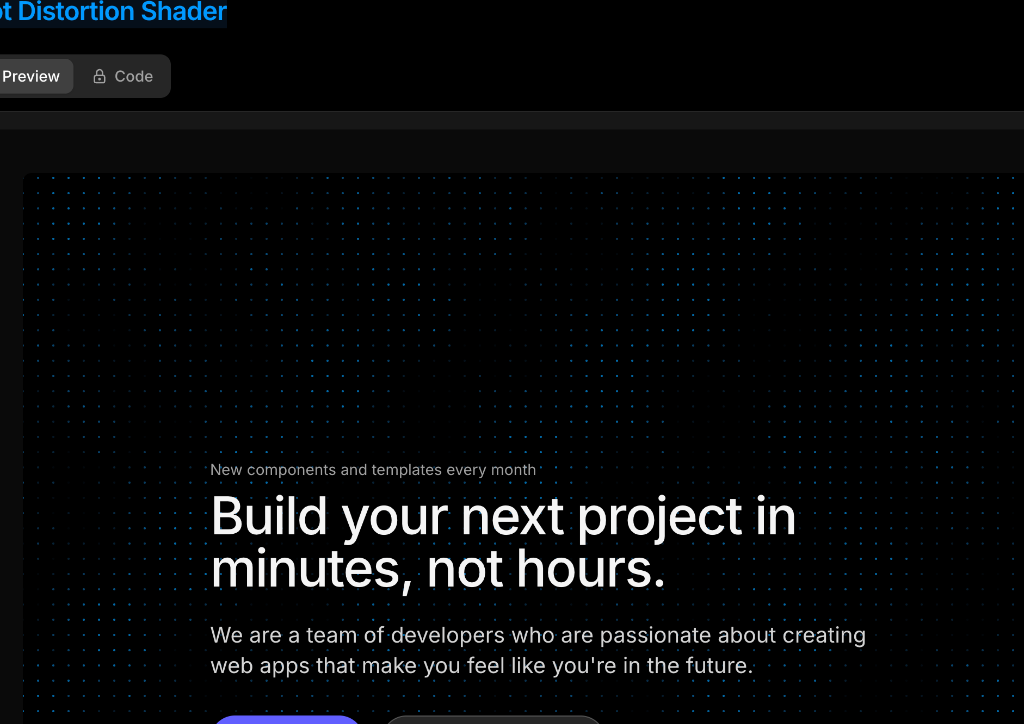 ot Distortion Shader
Preview
Code
New components and templates every month
Build your next project in
minutes, not hours.
We are a team of developers who are passionate about creating
web apps that make you feel like you're in the future.